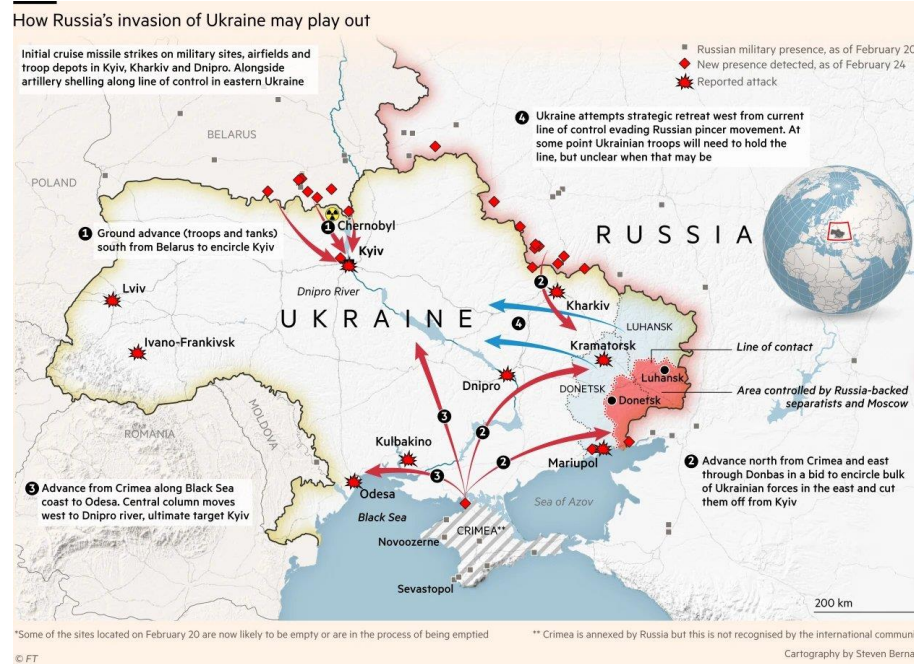 How Russia's invasion of Ukraine may play out
Initial cruise missile strikes on military sites, airfields and
troop depots in Kyiv, Kharkiv and Dnipro. Alongside
artillery shelling along line of control in eastern Ukraine
Russian military presence, as of February 20
New presence detected, as of February 24
Reported attack
4 Ukraine attempts strategic retreat west from current
line of control evading Russian pincer movement. At
some point Ukrainian troops will need to hold the
line, but unclear when that may be
BELARUS
POLAND
1 Ground advance (troops and tanks)
south from Belarus to encircle Kyiv
1
Chernobyl
Kyiv
RUSSIA
Dnipro River
Lviv
2
Kharkiv
UKRAINE
4
LUHANSK
Ivano-Frankivsk
Kramatorsk
Line of contact
Dnipro
Luhansk
DONETSK
Donetsk
Area controlled by Russia-backed
separatists and Moscow
MOLDOVA
3
2
ROMANIA
Kulbakino
2
Mariupol
3
Odesa
3 Advance from Crimea along Black Sea
coast to Odesa. Central column moves
west to Dnipro river, ultimate target Kyiv
2 Advance north from Crimea and east
through Donbas in a bid to encircle bulk
of Ukrainian forces in the east and cut
them off from Kyiv
Sea of Azov
Black Sea
CRIMEA**
Novoozerne
Sevastopol
200 km
*Some of the sites located on February 20 are now likely to be empty or are in the process of being emptied
** Crimea is annexed by Russia but this is not recognised by the international
Cartography by Steven
© FT